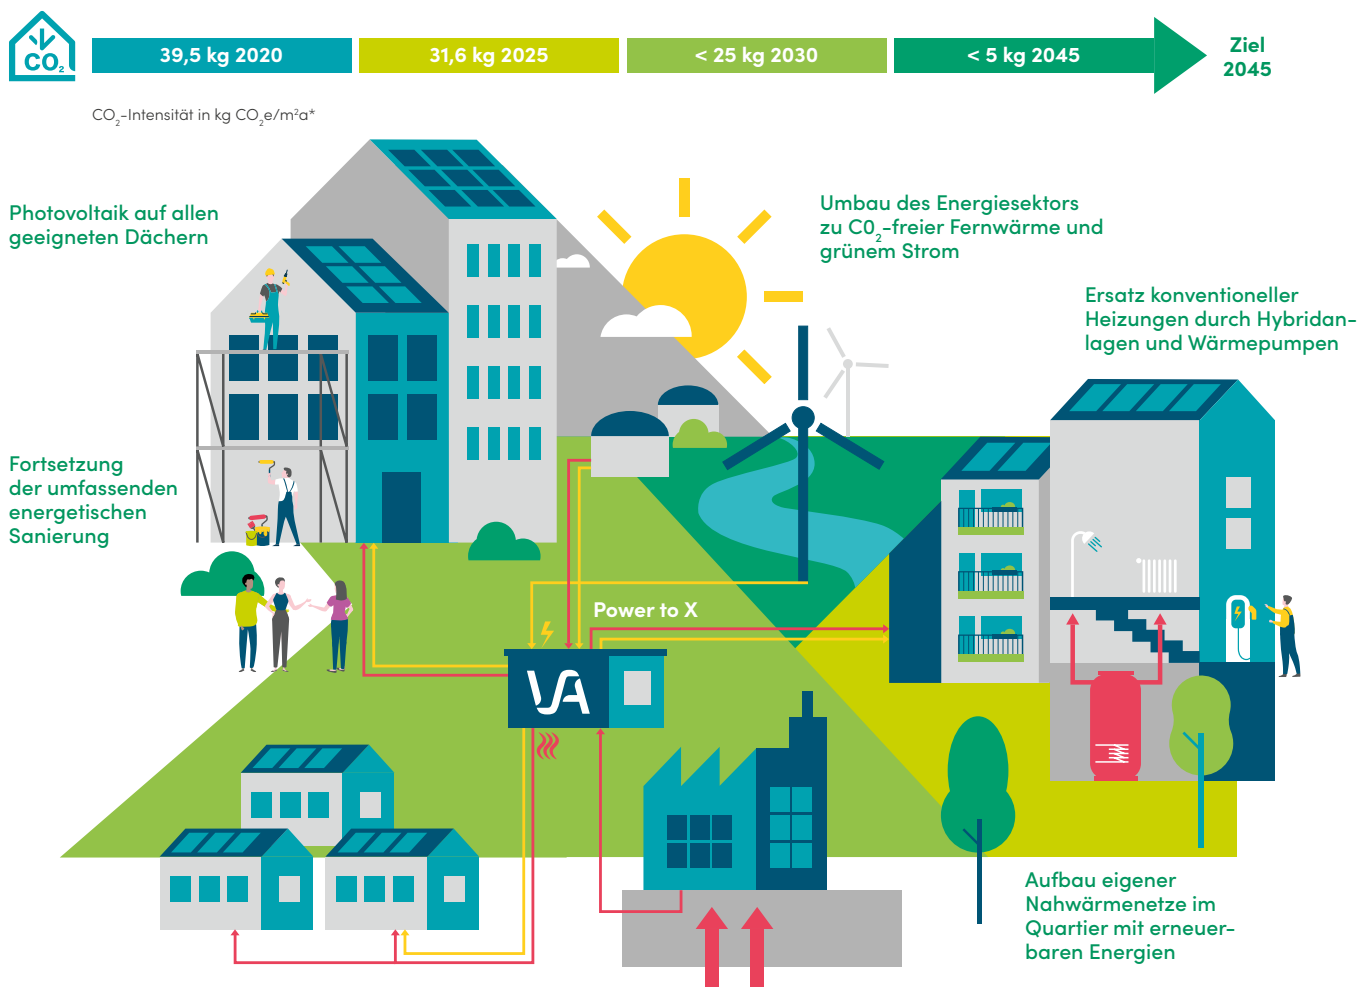 CO₂
39,5 kg 2020
31,6 kg 2025
< 25 kg 2030
< 5 kg 2045
Ziel
2045
CO₂-Intensität in kg CO₂e/m²a*
Photovoltaik auf allen
geeigneten Dächern
Umbau des Energiesektors
zu C0₂-freier Fernwärme und
grünem Strom
Ersatz konventioneller
Heizungen durch Hybridan-
lagen und Wärmepumpen
Fortsetzung
der umfassenden
energetischen
Sanierung
Power to X
VA
Aufbau eigener
Nahwärmenetze im
Quartier mit erneuer-
baren Energien